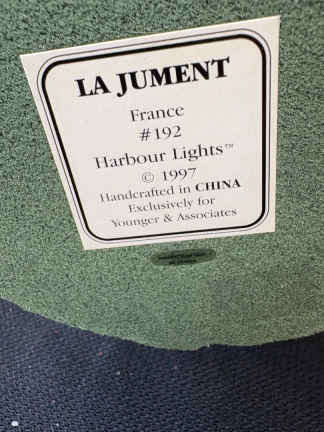 LA JUMENT
France
#192
Harbour Lights™
© 1997
Handcrafted in CHINA
Exclusively for
Younger & Associates